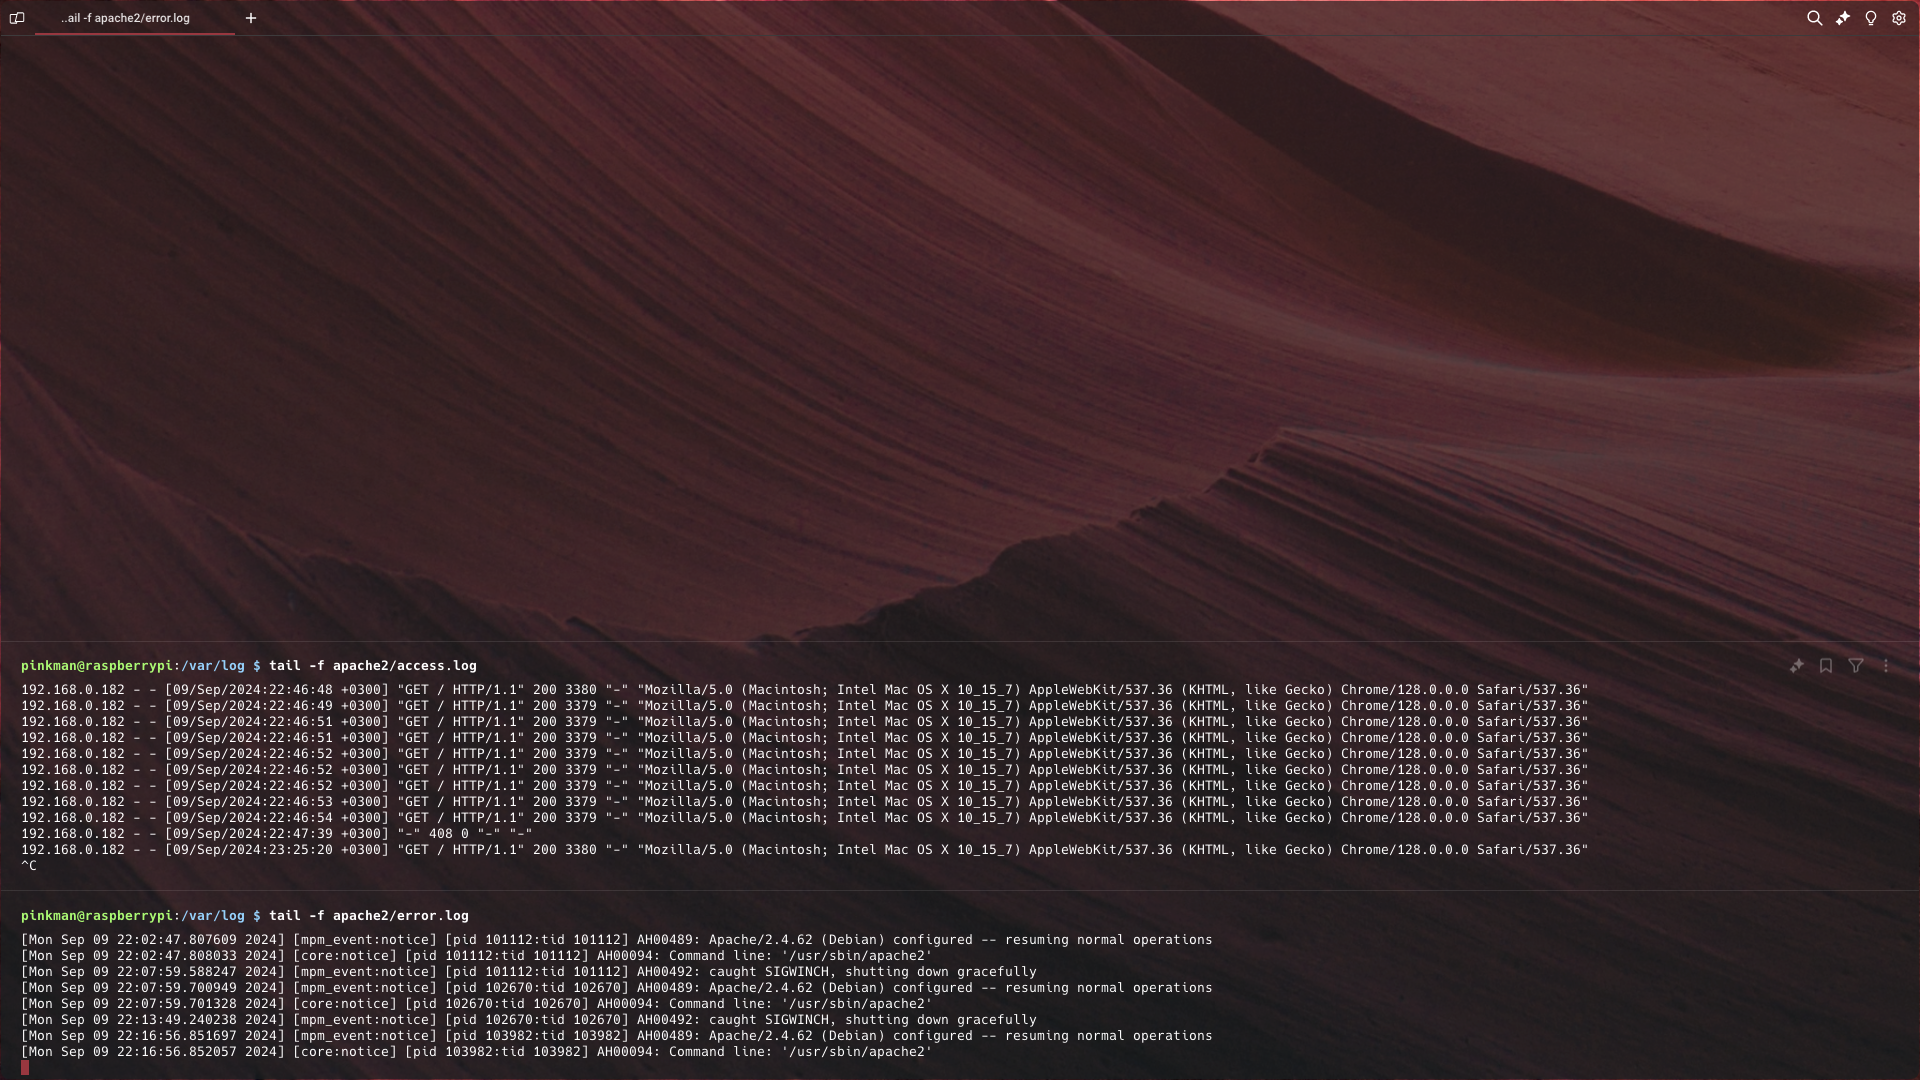 ..ail -f apache2/error.log
pinkman@raspberrypi:/var/log $ tail -f apache2/access.log
192.168.0.182 - - [09/Sep/2024:22:46:48 +0300] "GET / HTTP/1.1" 200 3380 "-" "Mozilla/5.0 (Macintosh; Intel Mac OS X 10_15_7) AppleWebKit/537.36 (KHTML, like Gecko) Chrome/128.0.0.0 Safari/537.36"
192.168.0.182 - - [09/Sep/2024:22:46:49 +0300] "GET / HTTP/1.1" 200 3379 "-" "Mozilla/5.0 (Macintosh; Intel Mac OS X 10_15_7) AppleWebKit/537.36 (KHTML, like Gecko) Chrome/128.0.0.0 Safari/537.36"
192.168.0.182 - - [09/Sep/2024:22:46:51 +0300] "GET / HTTP/1.1" 200 3379 "-" "Mozilla/5.0 (Macintosh; Intel Mac OS X 10_15_7) AppleWebKit/537.36 (KHTML, like Gecko) Chrome/128.0.0.0 Safari/537.36"
192.168.0.182 - - [09/Sep/2024:22:46:51 +0300] "GET / HTTP/1.1" 200 3379 "-" "Mozilla/5.0 (Macintosh; Intel Mac OS X 10_15_7) AppleWebKit/537.36 (KHTML, like Gecko) Chrome/128.0.0.0 Safari/537.36"
192.168.0.182 - - [09/Sep/2024:22:46:52 +0300] "GET / HTTP/1.1" 200 3379 "-" "Mozilla/5.0 (Macintosh; Intel Mac OS X 10_15_7) AppleWebKit/537.36 (KHTML, like Gecko) Chrome/128.0.0.0 Safari/537.36"
192.168.0.182 - - [09/Sep/2024:22:46:52 +0300] "GET / HTTP/1.1" 200 3379 "-" "Mozilla/5.0 (Macintosh; Intel Mac OS X 10_15_7) AppleWebKit/537.36 (KHTML, like Gecko) Chrome/128.0.0.0 Safari/537.36"
192.168.0.182 - - [09/Sep/2024:22:46:52 +0300] "GET / HTTP/1.1" 200 3379 "-" "Mozilla/5.0 (Macintosh; Intel Mac OS X 10_15_7) AppleWebKit/537.36 (KHTML, like Gecko) Chrome/128.0.0.0 Safari/537.36"
192.168.0.182 - - [09/Sep/2024:22:46:53 +0300] "GET / HTTP/1.1" 200 3379 "-" "Mozilla/5.0 (Macintosh; Intel Mac OS X 10_15_7) AppleWebKit/537.36 (KHTML, like Gecko) Chrome/128.0.0.0 Safari/537.36"
192.168.0.182 - - [09/Sep/2024:22:46:54 +0300] "GET / HTTP/1.1" 200 3379 "-" "Mozilla/5.0 (Macintosh; Intel Mac OS X 10_15_7) AppleWebKit/537.36 (KHTML, like Gecko) Chrome/128.0.0.0 Safari/537.36"
192.168.0.182 - - [09/Sep/2024:22:47:39 +0300] "-" 408 0 "-" "-"
192.168.0.182 - - [09/Sep/2024:23:25:20 +0300] "GET / HTTP/1.1" 200 3380 "-" "Mozilla/5.0 (Macintosh; Intel Mac OS X 10_15_7) AppleWebKit/537.36 (KHTML, like Gecko) Chrome/128.0.0.0 Safari/537.36"
^C
pinkman@raspberrypi:/var/log $ tail -f apache2/error.log
[Mon Sep 09 22:02:47.807609 2024] [mpm_event:notice] [pid 101112:tid 101112] AH00489: Apache/2.4.62 (Debian) configured -- resuming normal operations
[Mon Sep 09 22:02:47.808033 2024] [core:notice] [pid 101112:tid 101112] AH00094: Command line: '/usr/sbin/apache2'
[Mon Sep 09 22:07:59.588247 2024] [mpm_event:notice] [pid 101112:tid 101112] AH00492: caught SIGWINCH, shutting down gracefully
[Mon Sep 09 22:07:59.700949 2024] [mpm_event:notice] [pid 102670:tid 102670] AH00489: Apache/2.4.62 (Debian) configured -- resuming normal operations
[Mon Sep 09 22:07:59.701328 2024] [core:notice] [pid 102670:tid 102670] AH00094: Command line: '/usr/sbin/apache2'
[Mon Sep 09 22:13:49.240238 2024] [mpm_event:notice] [pid 102670:tid 102670] AH00492: caught SIGWINCH, shutting down gracefully
[Mon Sep 09 22:16:56.851697 2024] [mpm_event:notice] [pid 103982:tid 103982] AH00489: Apache/2.4.62 (Debian) configured -- resuming normal operations
[Mon Sep 09 22:16:56.852057 2024] [core:notice] [pid 103982:tid 103982] AH00094: Command line: '/usr/sbin/apache2'